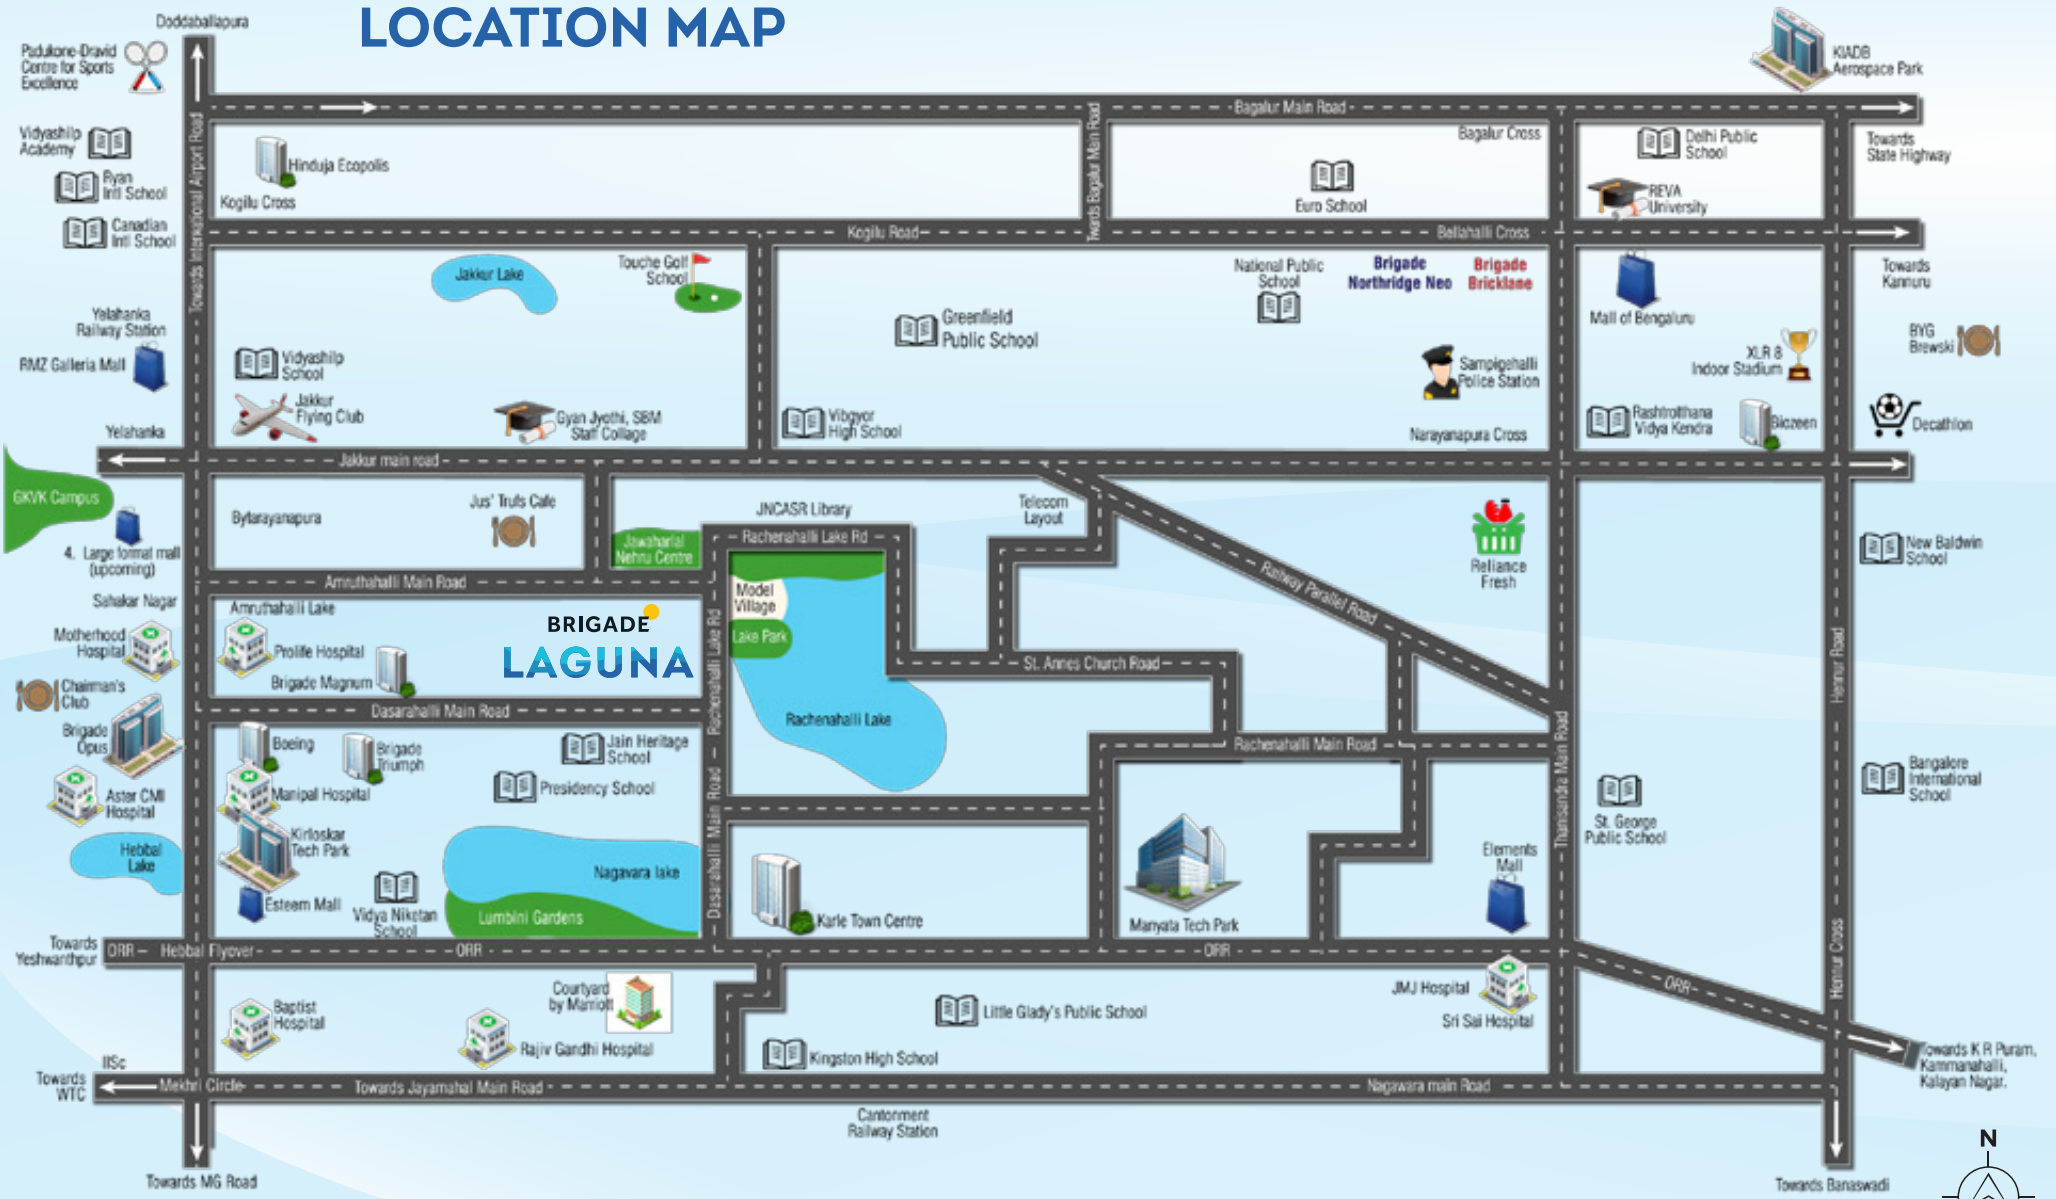 LOCATION MAP
Doddaballapura
Padukone-Dravid
Centre for Sports
Excellence
KIADB
Aerospace Park
Bagalur Main Road
Vidyashilp
Academy
Hinduja Ecopolis
Towards International Airport Road
Twards Bagalur Main Road
Bagalur Cross
Delhi Public
School
Towards
State Highway
Ryan
Intl School
Kogilu Cross
Euro School
REVA
University
Canadian
Intl School
Kogilu Road
Bellahalli Cross
Jakkur Lake
Touche Golf
School
National Public
School
Brigade
Northridge Neo
Brigade
Bricklane
Towards
Kannuru
Yelahanka
Railway Station
Greenfield
Public School
Mall of Bengaluru
BYG
Brewski
RMZ Galleria Mall
Vidyashilp
School
Sampigehalli
Police Station
XLR 8
Indoor Stadium
Jakkur
Flying Club
Gyan Jyothi, SBM
Staff Collage
Vibgyor
High School
Rashtrotthana
Vidya Kendra
Biozeen
Decathlon
Yelahanka
Narayanapura Cross
Jakkur main road
GKVK Campus
Bytarayanapura
Jus' Trufs Cafe
JNCASR Library
Telecom
Layout
4. Large format mall
(upcoming)
Jawaharlal
Nehru Centre
Rachenahalli Lake Rd
Reliance
Fresh
New Baldwin
School
Amruthahalli Main Road
Railway Parallel Road
Sahakar Nagar
Amruthahalli Lake
Model
Village
Motherhood
Hospital
Prolife Hospital
BRIGADE
LAGUNA
Lake Park
Rachenahalli Lake Rd
Hennur Road
Chairman's
Club
Brigade Magnum
St. Annes Church Road
Dasarahalli Main Road
Rachenahalli Lake
Brigade
Opus
Boeing
Brigade
Triumph
Jain Heritage
School
Rachenahalli Main Road
Thanisandra Main Road
Aster CMI
Hospital
Manipal Hospital
Presidency School
Dasarahalli Main Road
Bangalore
International
School
Hebbal
Lake
Kirloskar
Tech Park
Nagavara lake
St. George
Public School
Elements
Mall
Esteem Mall
Vidya Niketan
School
Lumbini Gardens
Karle Town Centre
Manyata Tech Park
Towards
Yeshwanthpur
ORR
Hebbal Flyover
ORR
ORR
Hennur Cross
ORR
Baptist
Hospital
Courtyard
by Marriott
Little Glady's Public School
JMJ Hospital
Sri Sai Hospital
Rajiv Gandhi Hospital
Kingston High School
IISc
Towards
WTC
Mekhri Circle
Towards Jayamahal Main Road
Nagawara main Road
Towards K R Puram,
Kammanahalli,
Kalayan Nagar.
Cantonment
Railway Station
N
Towards MG Road
Towards Banaswadi